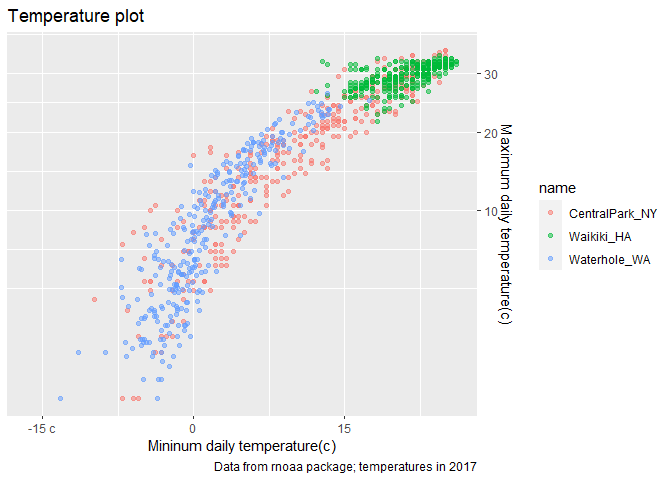 Temperature plot
30
20
10
Maximum daily temperature(c)
name
CentralPark_NY
Waikiki_HA
Waterhole_WA
-15 c
0
15
Mininum daily temperature(c)
Data from rnoaa package; temperatures in 2017